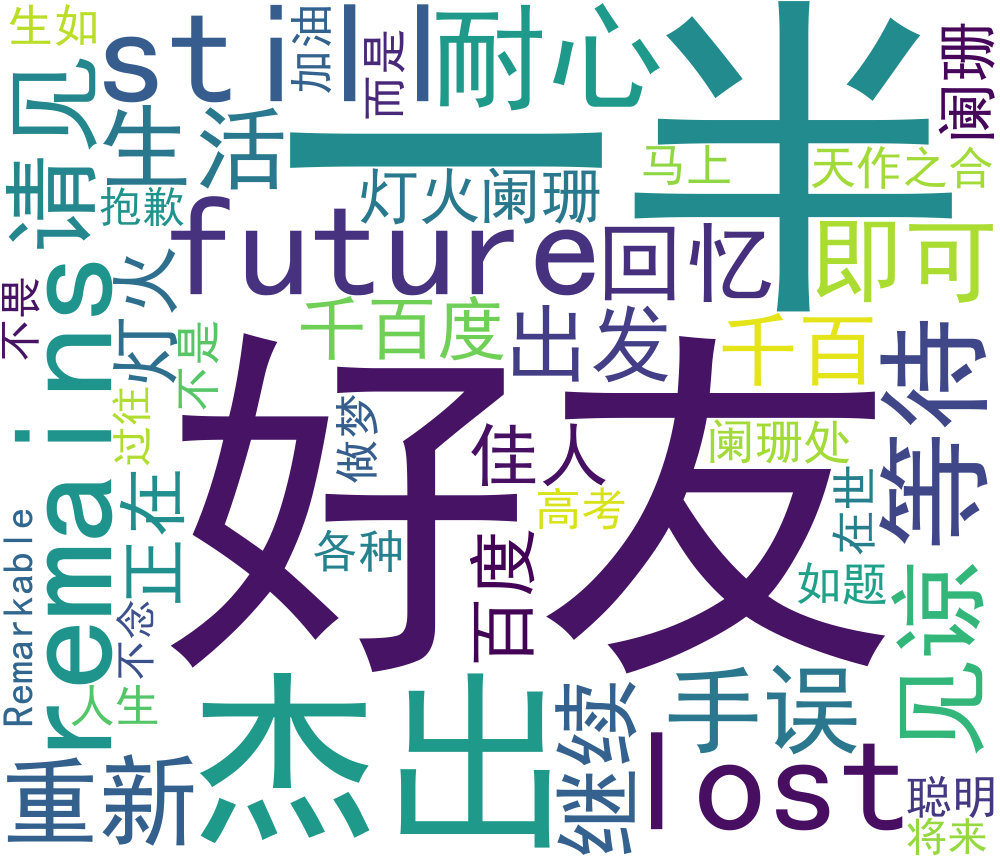 生如
still
加油
而是
耐心
一半
阑珊
请见
生活
抱歉
灯火阑珊
马上
天作之合
remains
future
回忆
即可
不畏
灯火
不是
千百度
出发
千百
等待
过往
正在
做梦
好友
佳人
阑珊处
高考
各种
百度
在世
如题
见谅
Remarkable
不念
人生
重新
杰出
继续
手误
lost
聪明
将来